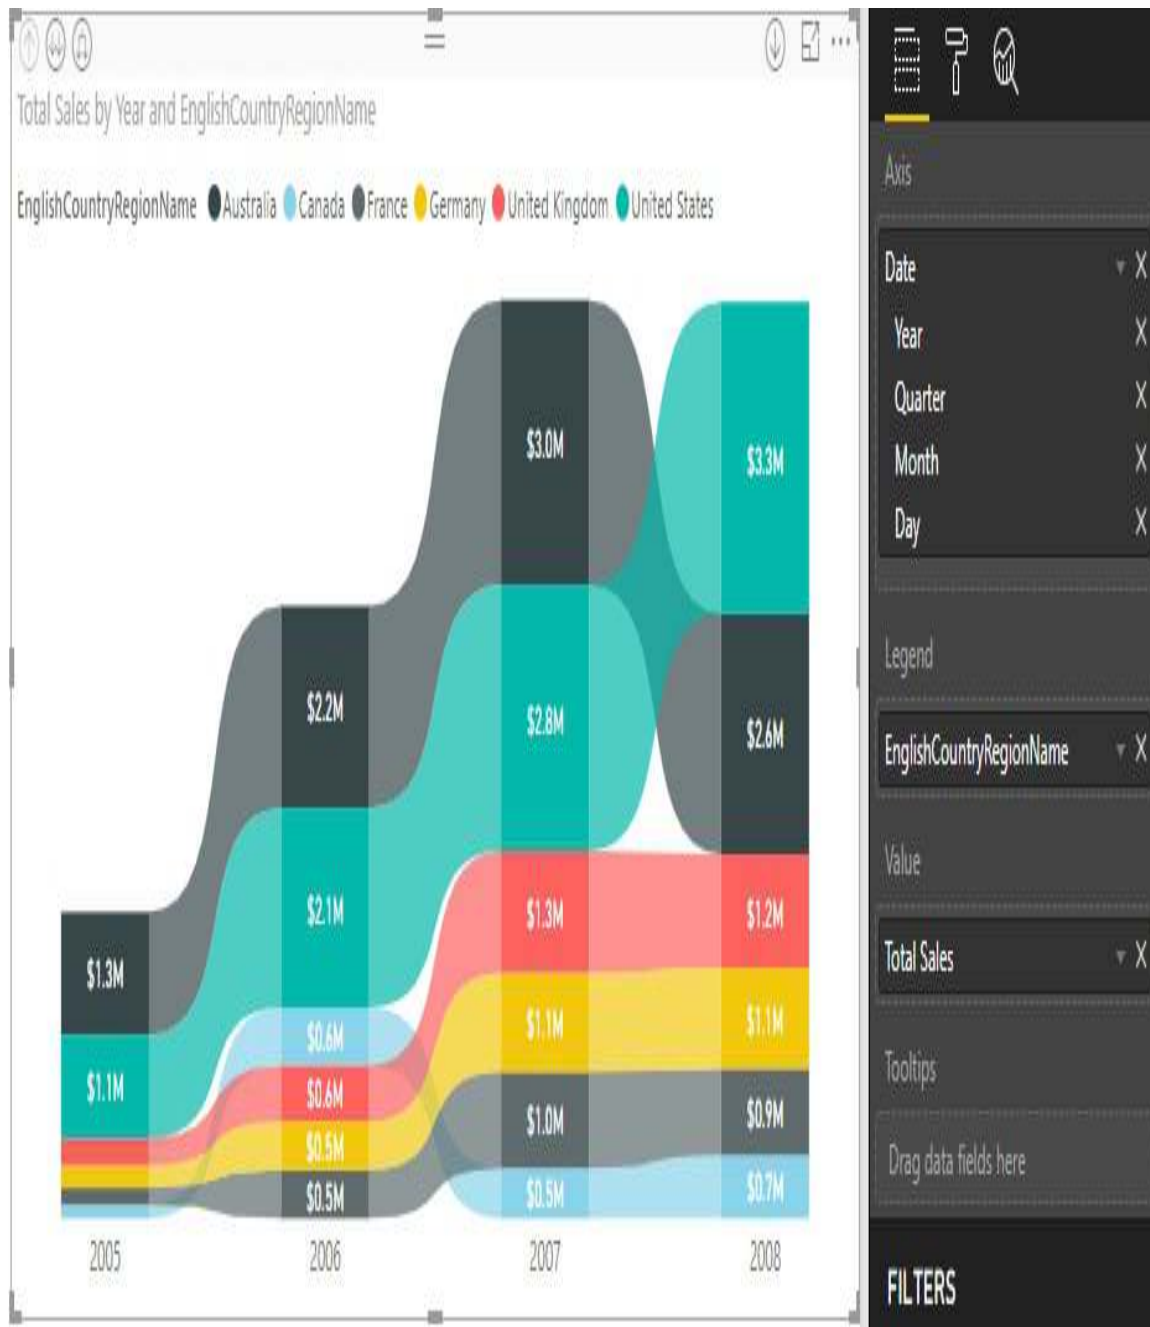 Total Sales by Year and EnglishCountryRegionName
EnglishCountryRegionName Australia Canada France Germany United Kingdom United States
$3.0M
$3.3M
$2.2M
$2.8M
$2.6M
$2.1M
$1.3M
$1.3M
$1.2M
$1.1M
$0.6M
$1.1M
$1.1M
$0.6M
$0.5M
$1.0M
$0.9M
$0.5M
$0.5M
$0.7M
2005 2006 2007 2008
Axis
Date
Year
Quarter
Month
Day
Legend
EnglishCountryRegionName
Value
Total Sales
Tooltips
Drag data fields here
FILTERS